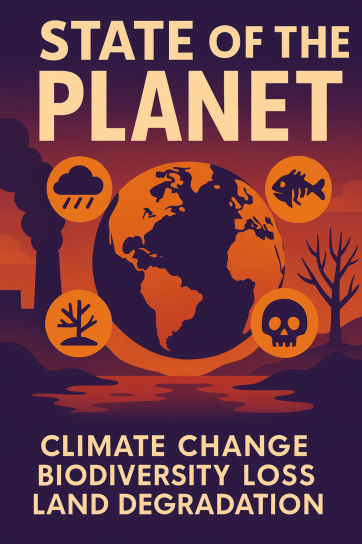 STATE OF THE
PLANET
CLIMATE CHANGE
BIODIVERSITY LOSS
LAND DEGRADATION